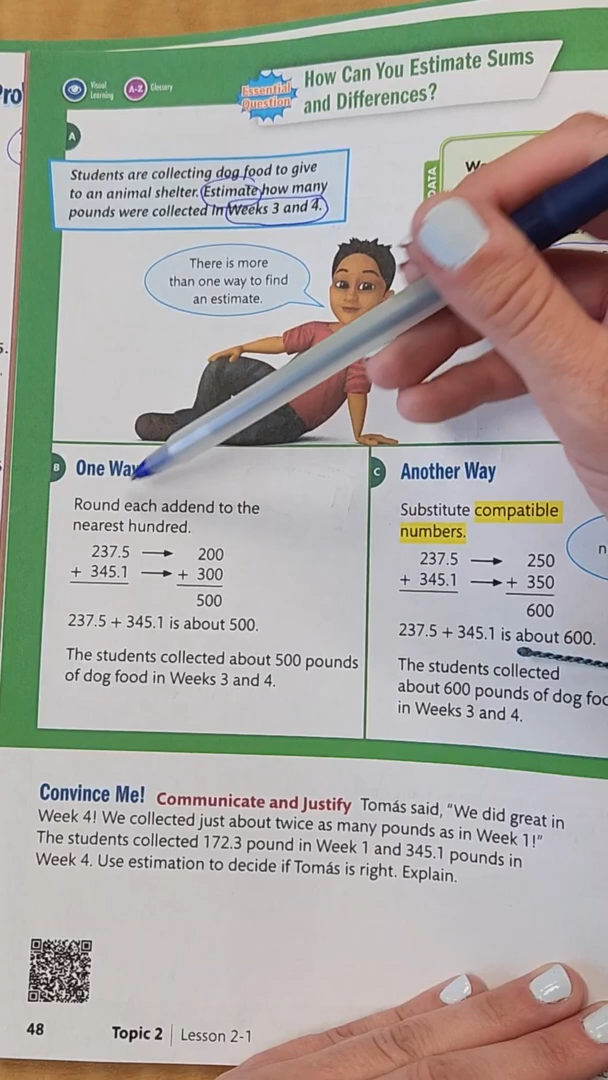 Visual
Learning
A-Z Glossary
Essential
Question
How Can You Estimate Sums
and Differences?
A
Students are collecting dog food to give
to an animal shelter. Estimate how many
pounds were collected in Weeks 3 and 4.
DATA
There is more
than one way to find
an estimate.
B One Way
Round each addend to the
nearest hundred.
237.5 → 200
+ 345.1 → + 300
500
237.5 + 345.1 is about 500.
The students collected about 500 pounds
of dog food in Weeks 3 and 4.
C Another Way
Substitute compatible
numbers.
237.5 → 250
+ 345.1 → + 350
600
237.5 + 345.1 is about 600.
The students collected
about 600 pounds of dog
in Weeks 3 and 4.
Convince Me! Communicate and Justify Tomás said, "We did great in
Week 4! We collected just about twice as many pounds as in Week 1!"
The students collected 172.3 pound in Week 1 and 345.1 pounds in
Week 4. Use estimation to decide if Tomás is right. Explain.
48 Topic 2 | Lesson 2-1